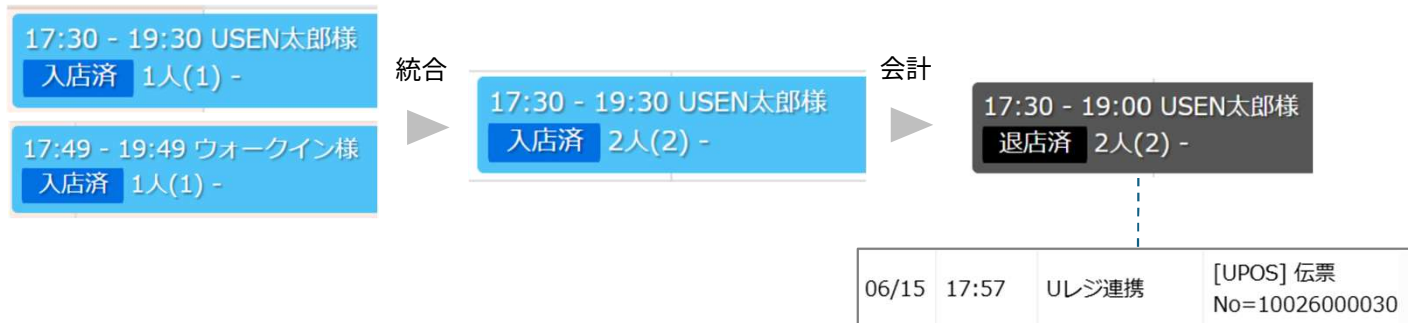 17:30 - 19:30 USEN太郎様
入店済 1人(1) -
17:49 - 19:49 ウォークイン様
入店済 1人(1) -
統合
17:30 - 19:30 USEN太郎様
入店済 2人(2) -
会計
17:30 - 19:00 USEN太郎様
退店済 2人(2) -
06/15 17:57 Uレジ連携 [UPOS] 伝票
No=10026000030